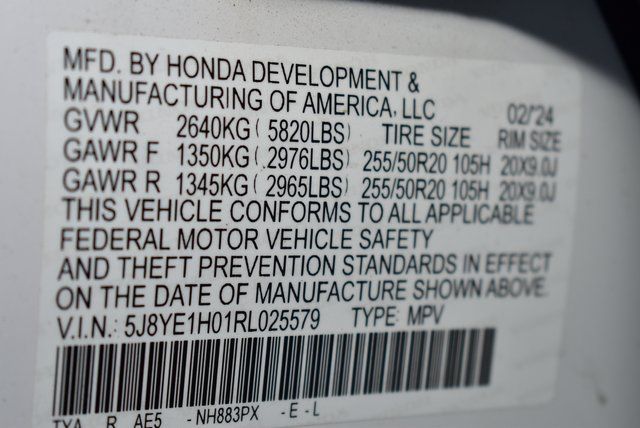 MFD. BY HONDA DEVELOPMENT &
MANUFACTURING OF AMERICA, LLC 02/'24
GVWR 2640KG ( 5820LBS) TIRE SIZE RIM SIZE
GAWR F 1350KG ( 2976LBS) 255/50R20 105H 20X9.0J
GAWR R 1345KG ( 2965LBS) 255/50R20 105H 20X9.0J
THIS VEHICLE CONFORMS TO ALL APPLICABLE
FEDERAL MOTOR VEHICLE SAFETY
AND THEFT PREVENTION STANDARDS IN EFFECT
ON THE DATE OF MANUFACTURE SHOWN ABOVE.
V.I.N.: 5J8YE1H01RL025579 TYPE: MPV
TYA R AE5 -NH883PX -E-L